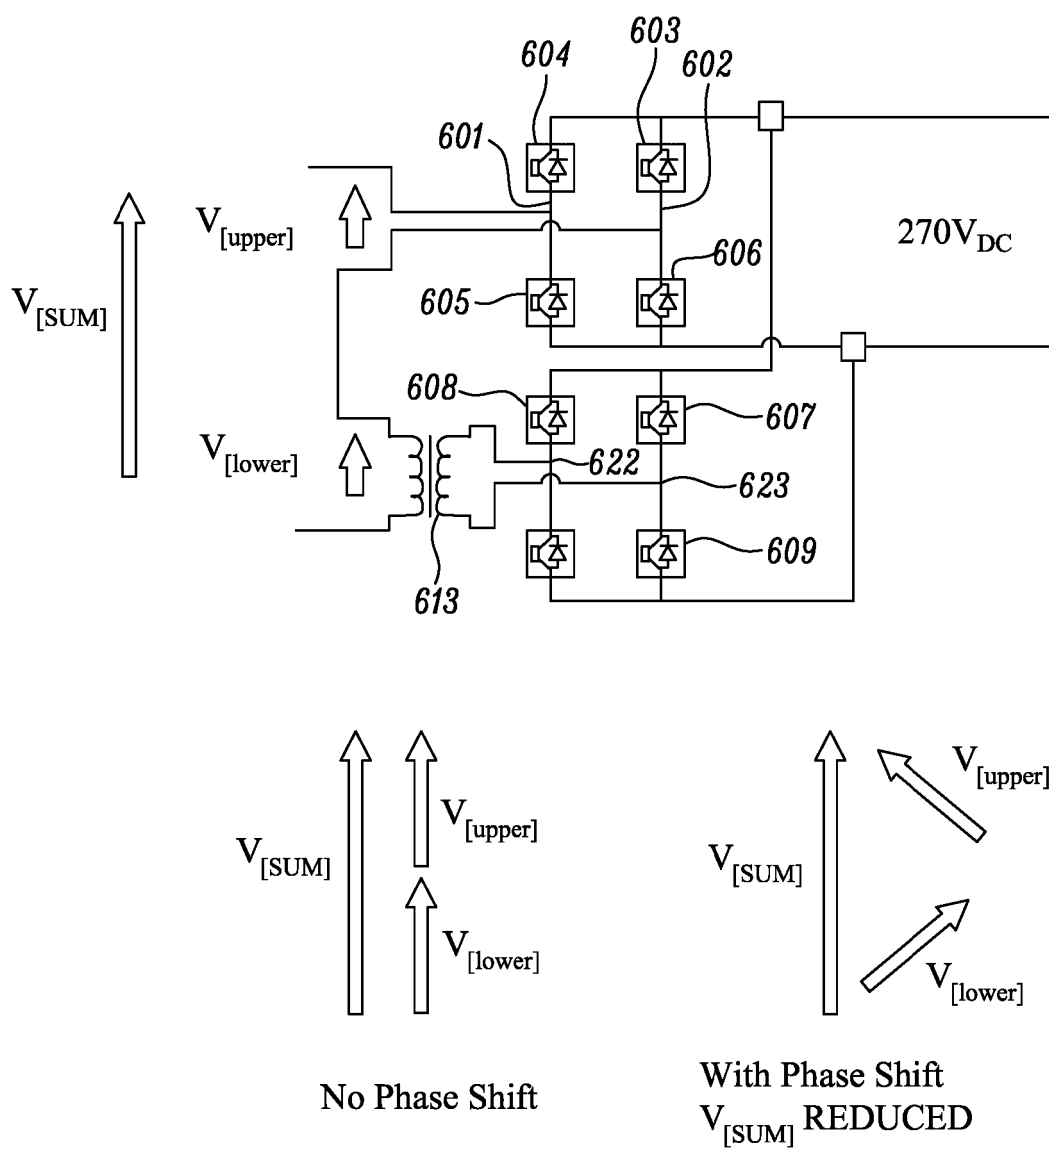 603
604
602
601
V[upper]
270VDC
606
V[SUM]
605
608
607
V[lower]
622
623
609
613
V[upper]
V[upper]
V[SUM]
V[SUM]
V[lower]
V[lower]
No Phase Shift
With Phase Shift
V[SUM] REDUCED